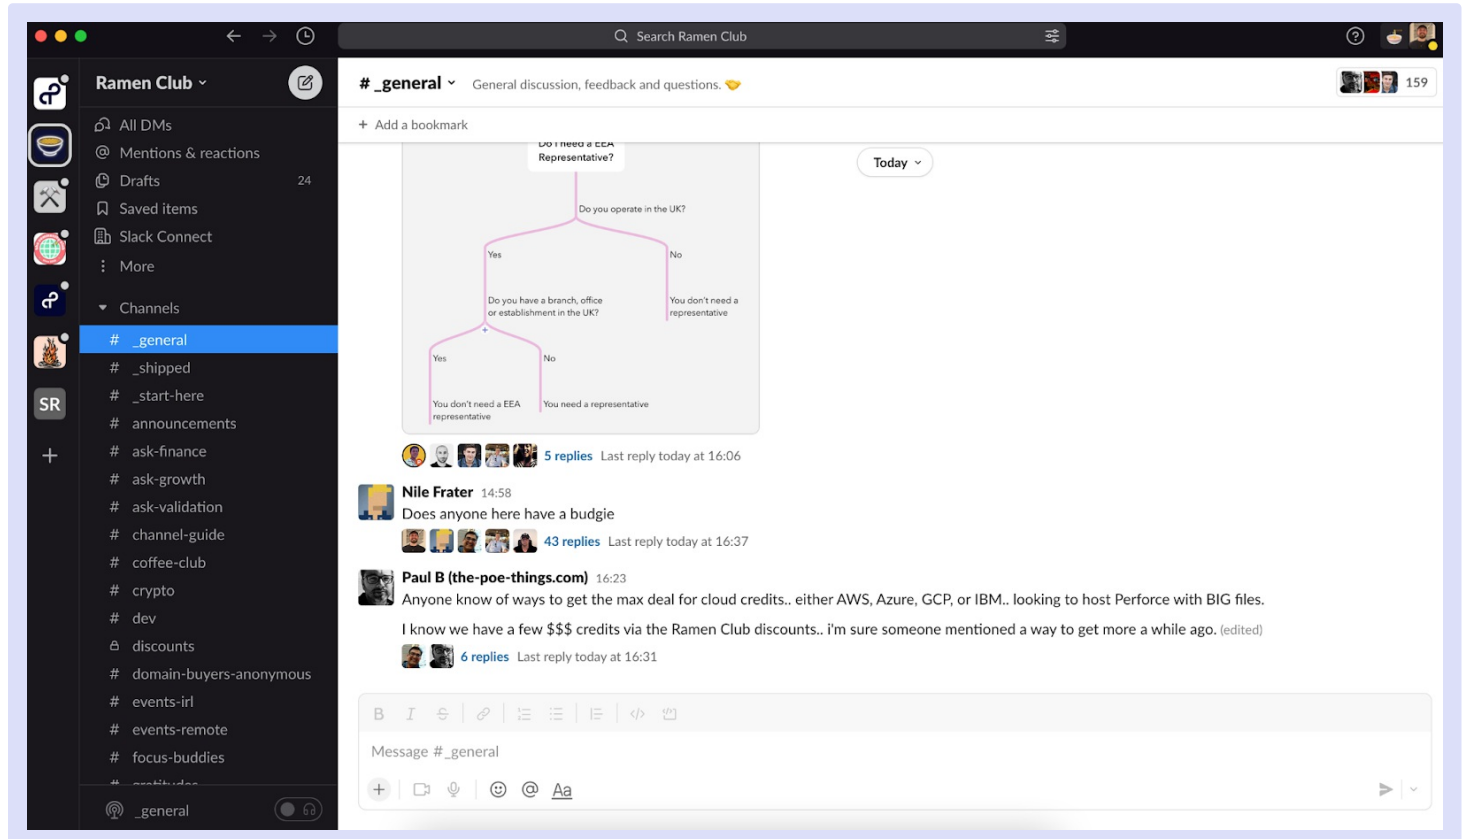 Search Ramen Club
Ramen Club
# _general
General discussion, feedback and questions.
159
+ Add a bookmark
All DMs
@ Mentions & reactions
Drafts 24
Saved items
Slack Connect
More
Channels
# _general
# _shipped
# _start-here
# announcements
# ask-finance
# ask-growth
# ask-validation
# channel-guide
# coffee-club
# crypto
# dev
discounts
# domain-buyers-anonymous
# events-irl
# events-remote
# focus-buddies
# gratitudes
_general
SR
Today
Do I need a EEA
Representative?
Do you operate in the UK?
Yes
No
Do you have a branch, office
or establishment in the UK?
You don't need a
representative
Yes
No
You don't need a EEA
representative
You need a representative
5 replies Last reply today at 16:06
Nile Frater 14:58
Does anyone here have a budgie
43 replies Last reply today at 16:37
Paul B (the-poe-things.com) 16:23
Anyone know of ways to get the max deal for cloud credits.. either AWS, Azure, GCP, or IBM.. looking to host Perforce with BIG files.
I know we have a few $$$ credits via the Ramen Club discounts.. i'm sure someone mentioned a way to get more a while ago. (edited)
6 replies Last reply today at 16:31
B I S
Message #_general
+ @ Aa